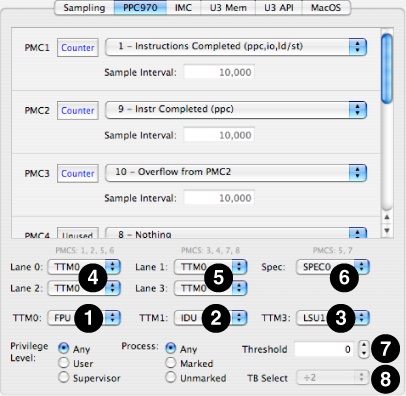 Sampling PPC970 IMC U3 Mem U3 API MacOS
PMC1 Counter 1 - Instructions Completed (ppc,io,ld/st)
Sample Interval: 10,000
PMC2 Counter 9 - Instr Completed (ppc)
Sample Interval: 10,000
PMC3 Counter 10 - Overflow from PMC2
Sample Interval: 10,000
PMC4 Unused 8 - Nothing
PMCS: 1, 2, 5, 6 PMCS: 3, 4, 7, 8 PMCS: 5, 7
Lane 0: TTM0 4 Lane 1: TTM0 5 Spec: SPEC0 6
Lane 2: TTM0 Lane 3: TTM0
TTM0: FPU 1 TTM1: IDU 2 TTM3: LSU1 3
Privilege Level: Any Process: Any Threshold 0 7
User Marked
Supervisor Unmarked TB Select ÷2 8